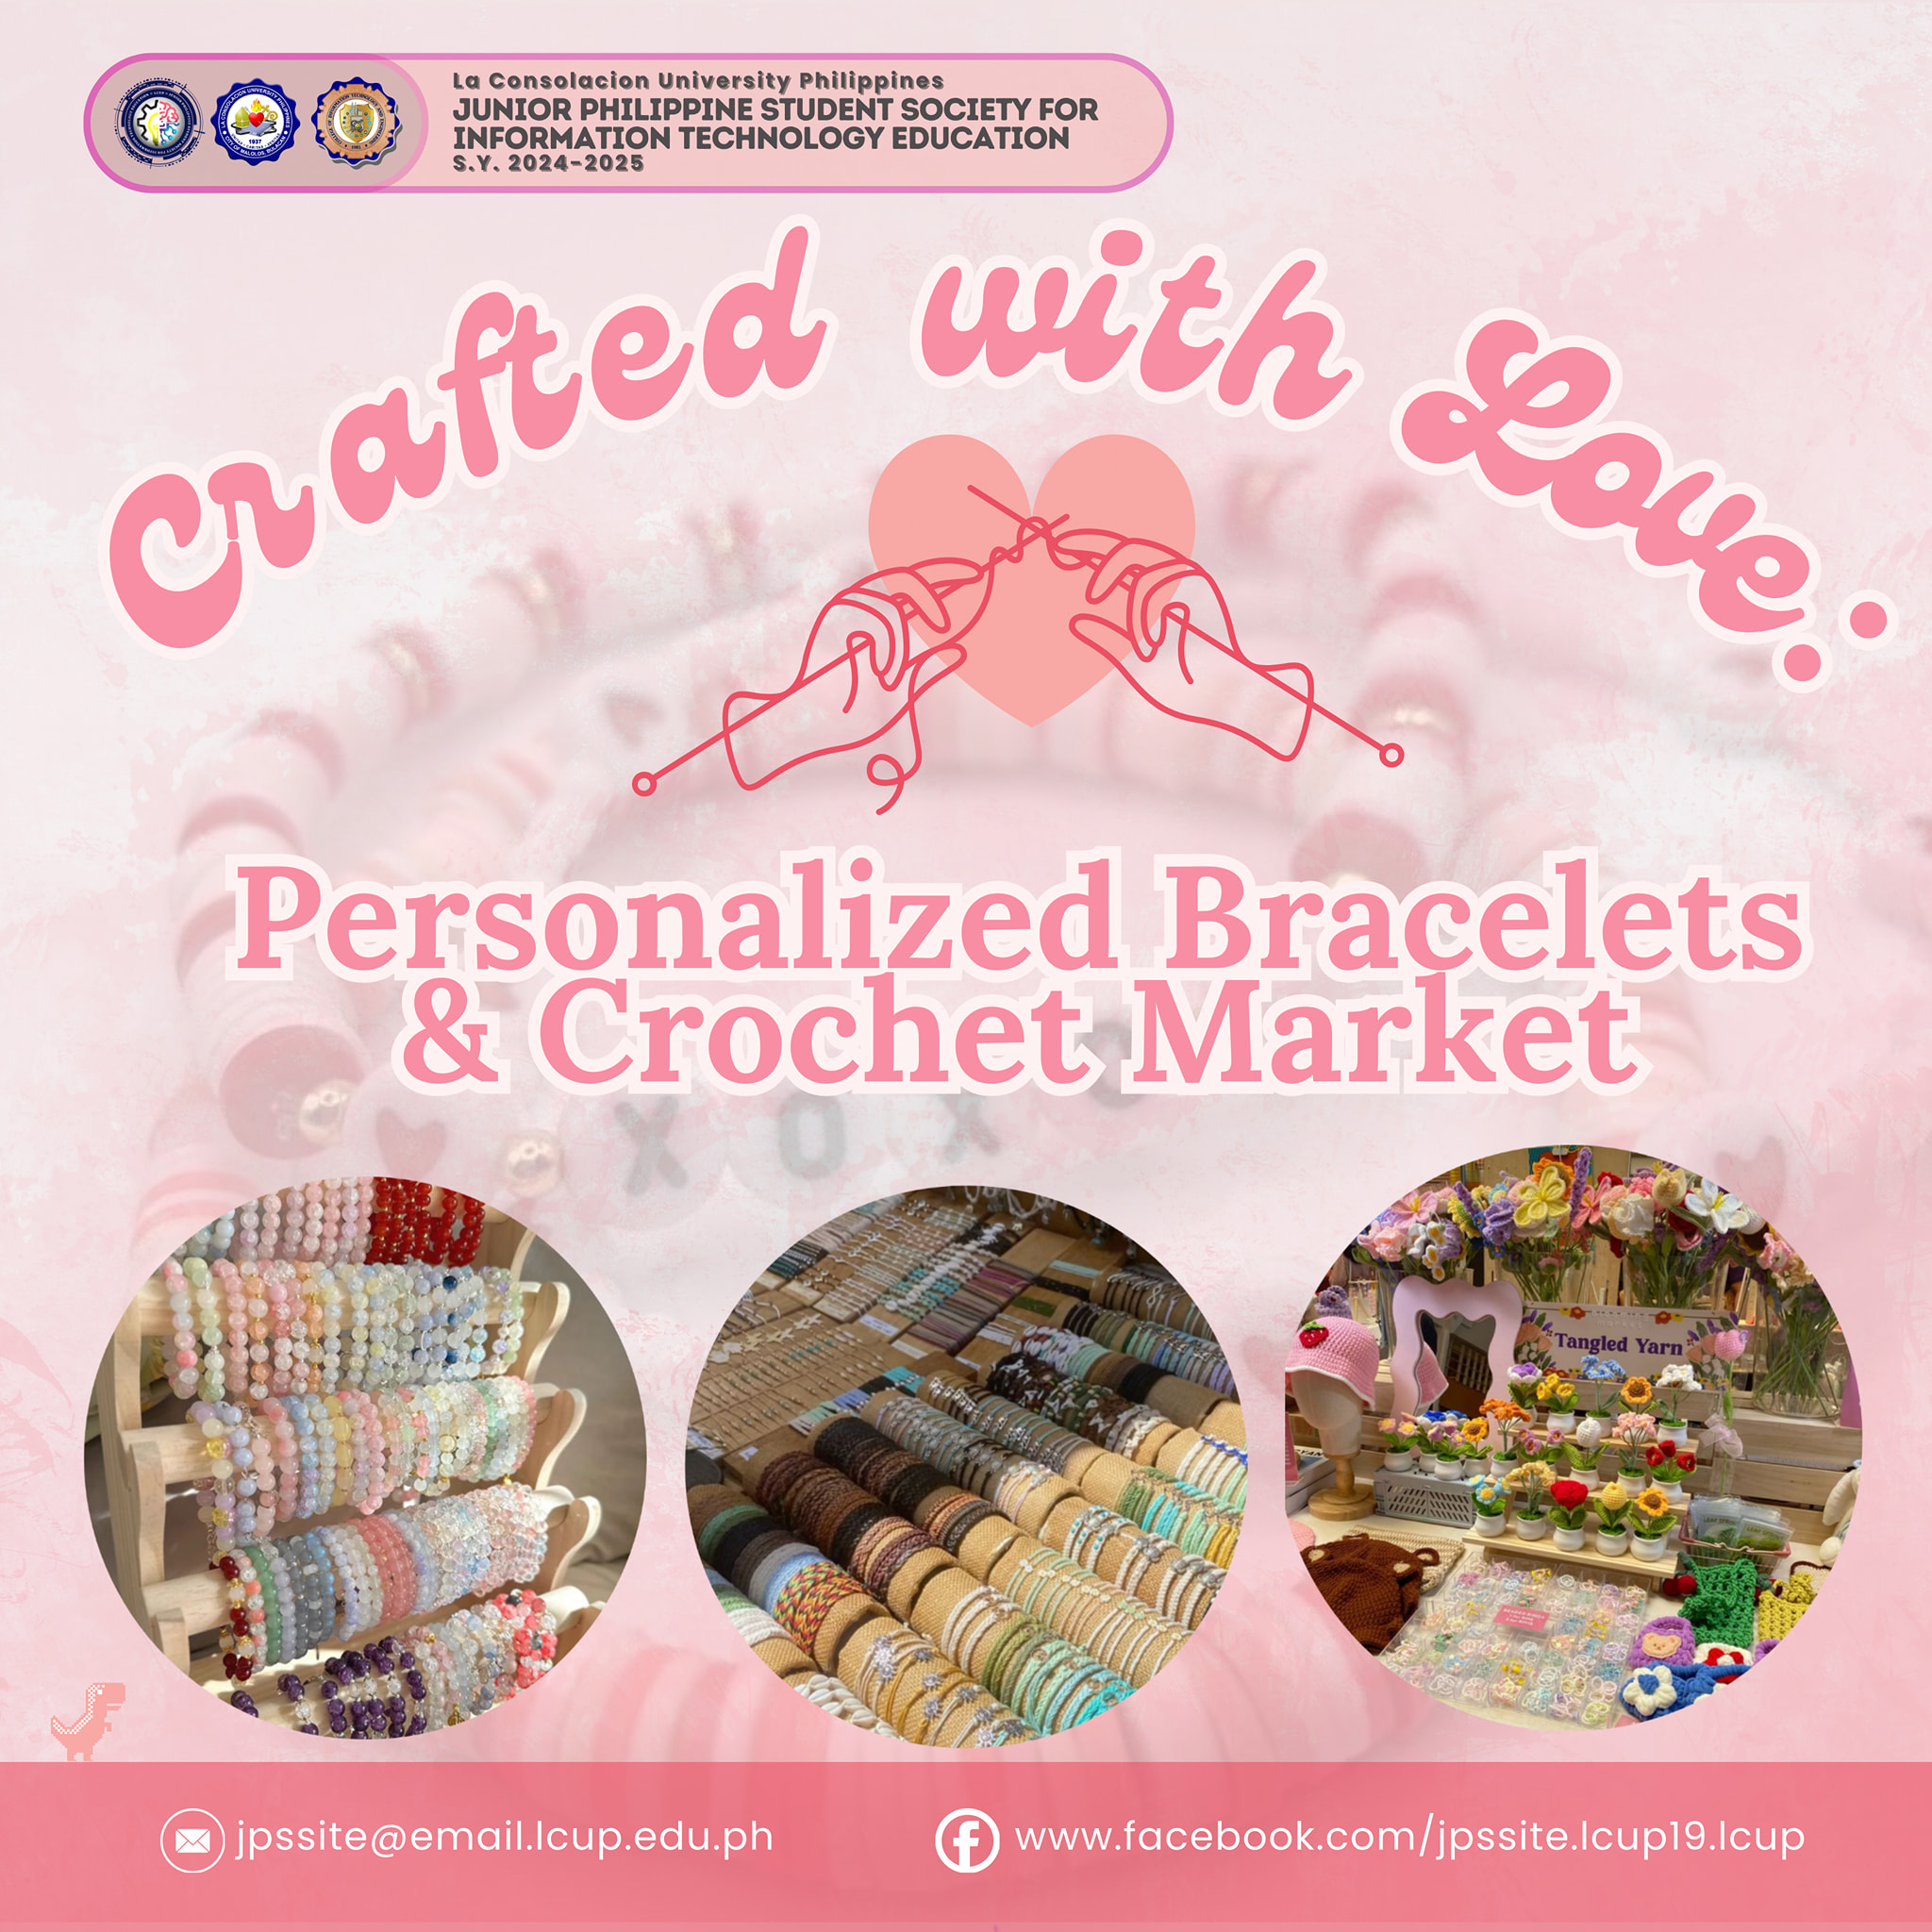 La Consolacion University Philippines
JUNIOR PHILIPPINE STUDENT SOCIETY FOR
INFORMATION TECHNOLOGY EDUCATION
S.Y. 2024-2025
Crafted with Love:
Personalized Bracelets
& Crochet Market
X O X O
Tangled Yarn
jpssite@email.lcup.edu.ph
www.facebook.com/jpssite.lcup19.lcup